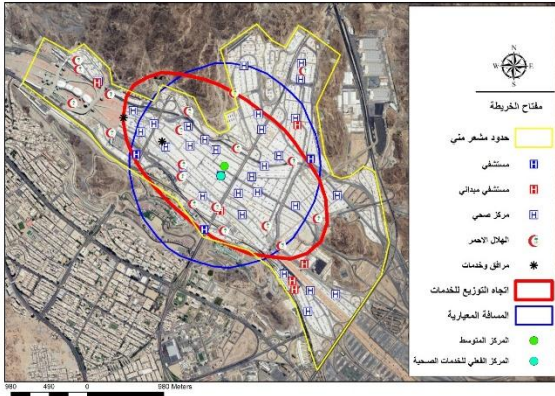 N
W E
S
مفتاح الخريطة
حدود مشعر منى
مستشفى
مستشفى ميداني
مركز صحي
الهلال الاحمر
مرافق وخدمات
اتجاه التوزيع للخدمات
المسافة المعيارية
المركز المتوسط
المركز الفعلي للخدمات الصحية
980 490 0 980 Meters